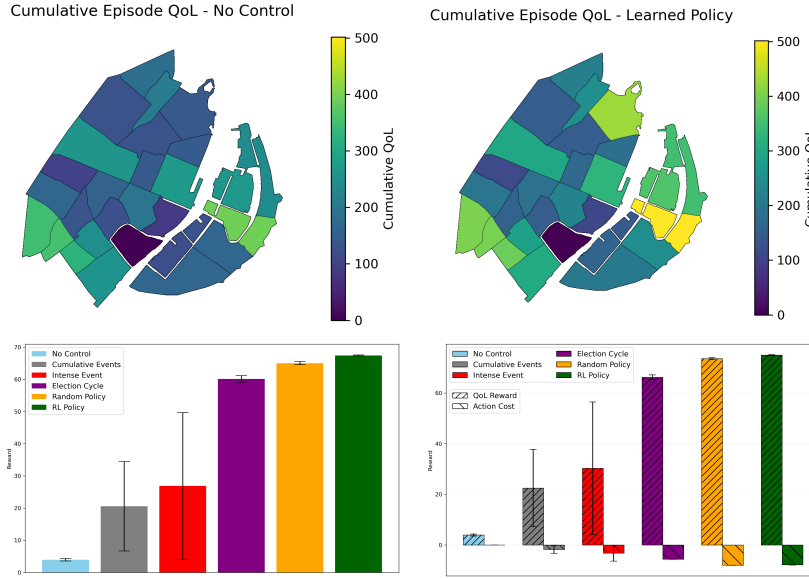 Cumulative Episode QoL - No Control
Cumulative Episode QoL - Learned Policy
500
400
300
200
100
0
Cumulative QoL
500
400
300
200
100
0
Cumulative QoL
70
60
50
40
30
20
10
0
Reward
No Control
Cumulative Events
Intense Event
Election Cycle
Random Policy
RL Policy
60
40
20
0
Reward
No Control
Cumulative Events
Intense Event
Election Cycle
Random Policy
RL Policy
QoL Reward
Action Cost